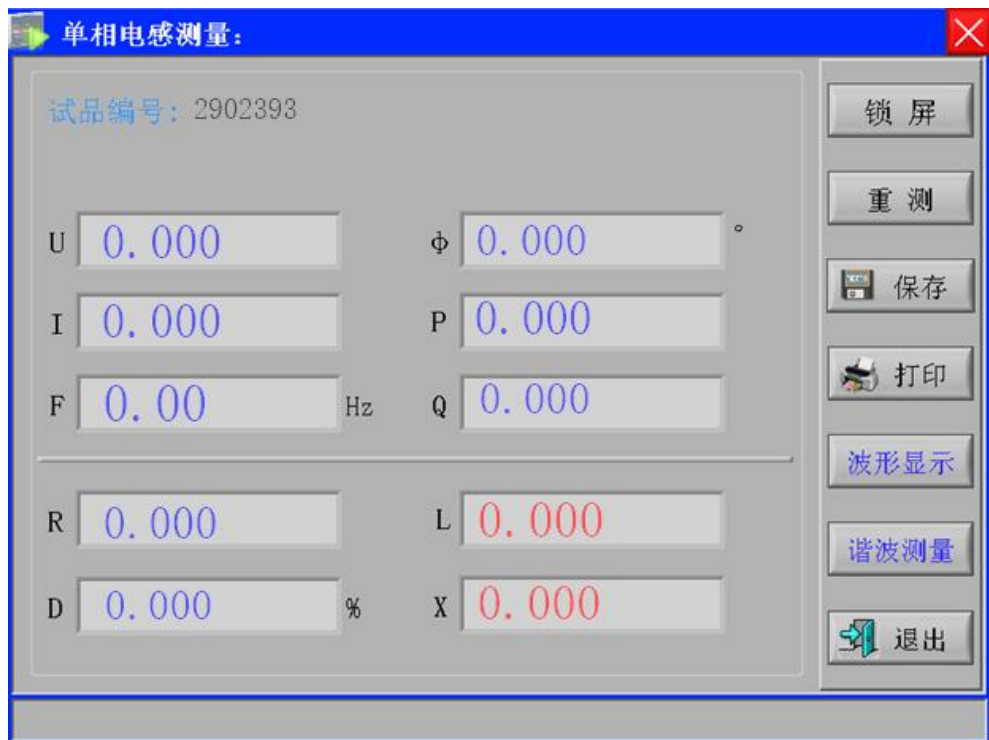 单相电感测量:
试品编号: 2902393
U 0.000 ф 0.000 °
I 0.000 P 0.000
F 0.00 Hz Q 0.000
R 0.000 L 0.000
D 0.000 % X 0.000
锁 屏
重 测
保存
打印
波形显示
谐波测量
退出